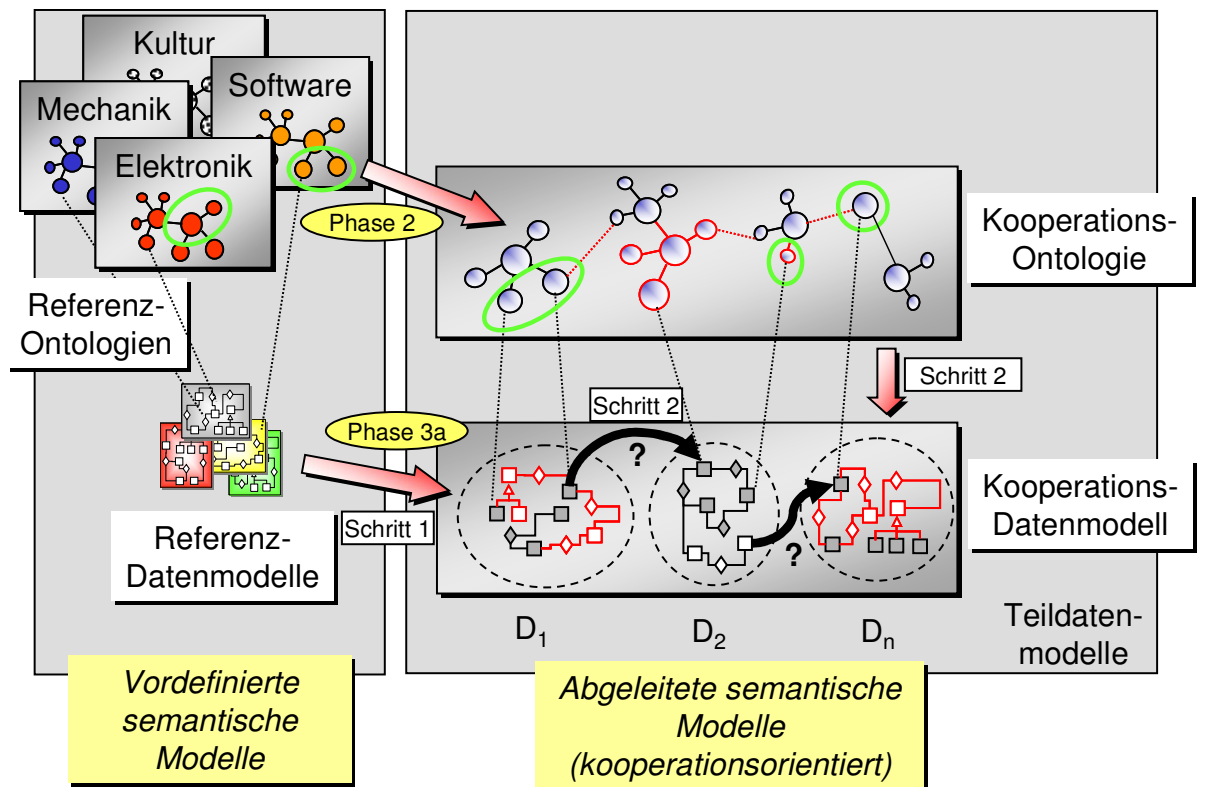 Kultur
Software
Mechanik
Elektronik
Phase 2
Kooperations-
Ontologie
Referenz-
Ontologien
Schritt 2
Schritt 2
Phase 3a
?
Kooperations-
Datenmodell
Schritt 1
?
Referenz-
Datenmodelle
D1
D2
Dn
Teildaten-
modelle
Vordefinierte
semantische
Modelle
Abgeleitete semantische
Modelle
(kooperationsorientiert)